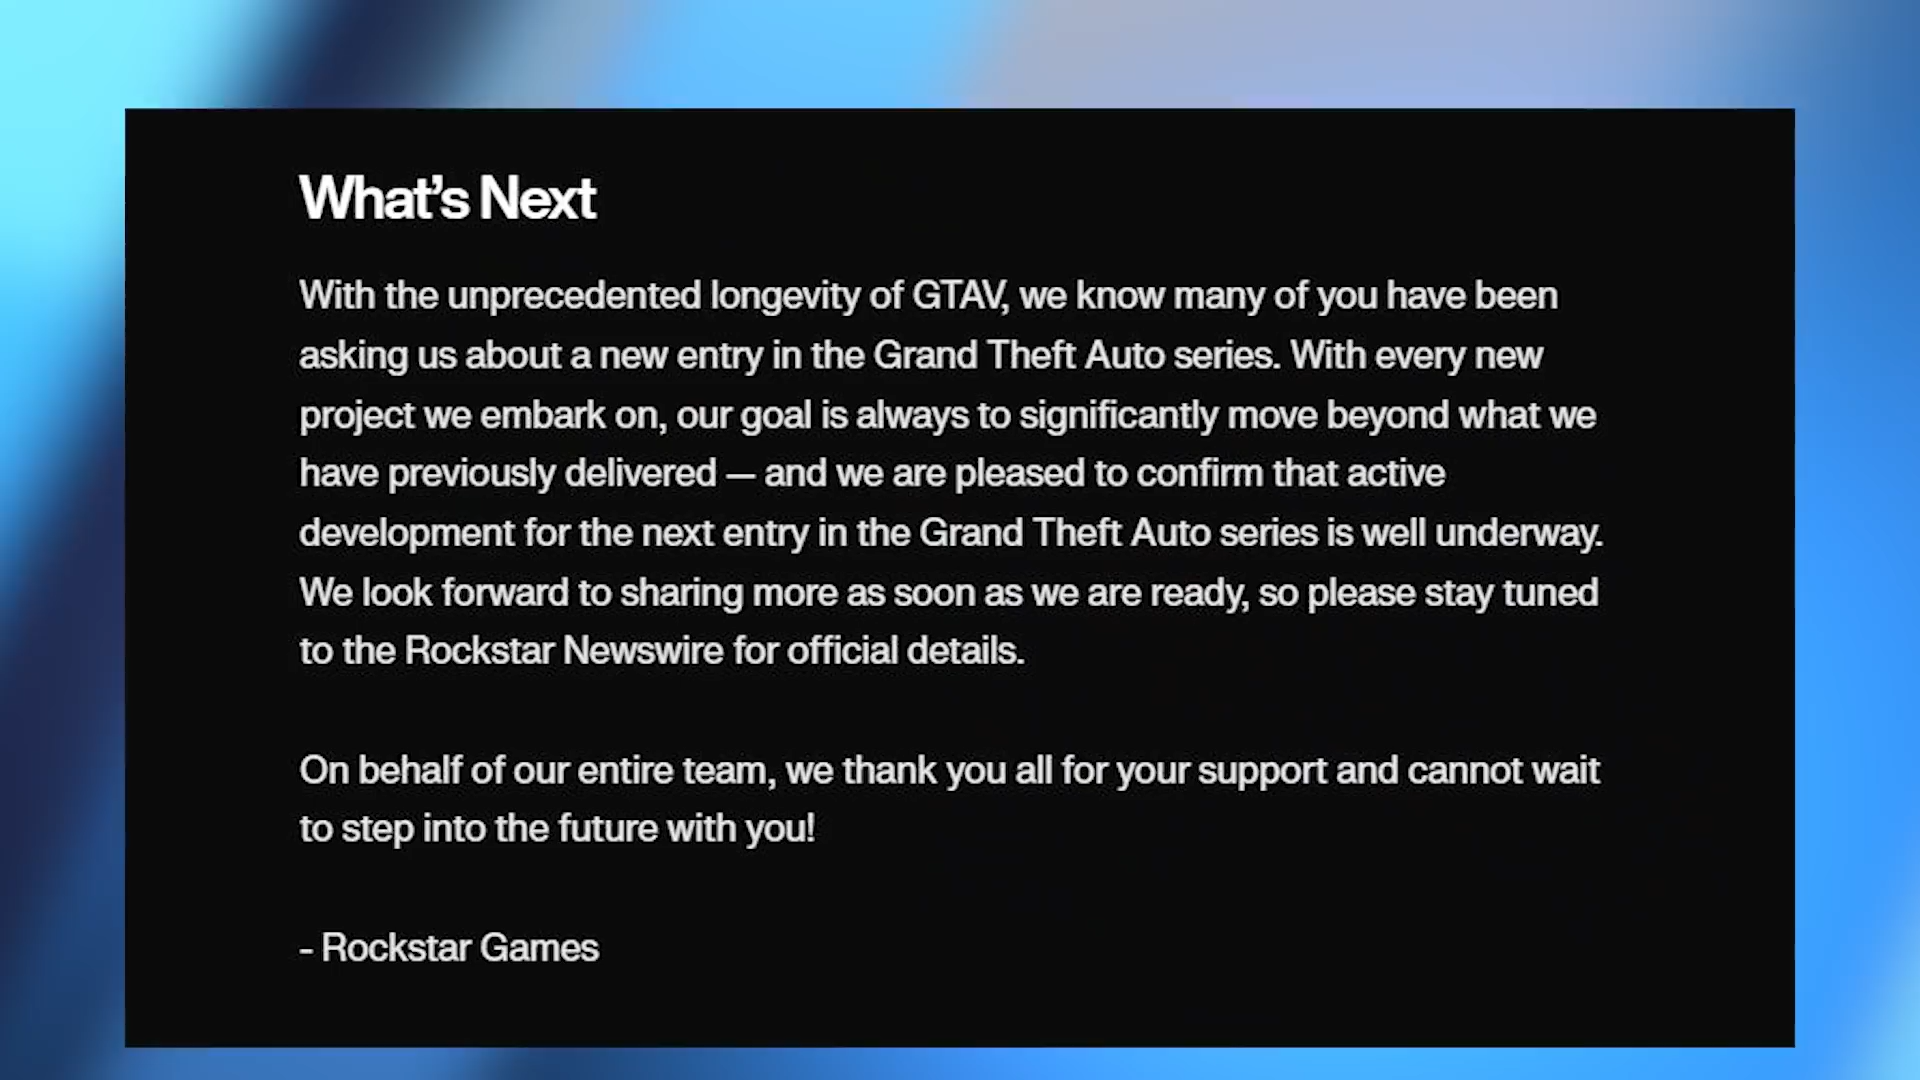 What’s Next
With the unprecedented longevity of GTAV, we know many of you have been
asking us about a new entry in the Grand Theft Auto series. With every new
project we embark on, our goal is always to significantly move beyond what we
have previously delivered — and we are pleased to confirm that active
development for the next entry in the Grand Theft Auto series is well underway.
We look forward to sharing more as soon as we are ready, so please stay tuned
to the Rockstar Newswire for official details.
On behalf of our entire team, we thank you all for your support and cannot wait
to step into the future with you!
- Rockstar Games